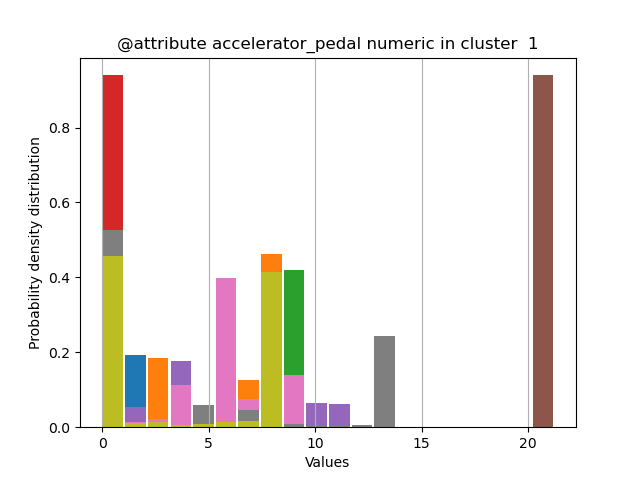 @attribute accelerator_pedal numeric in cluster  1
Probability density distribution
0.8
0.6
0.4
0.2
0.0
0 5 10 15 20
Values